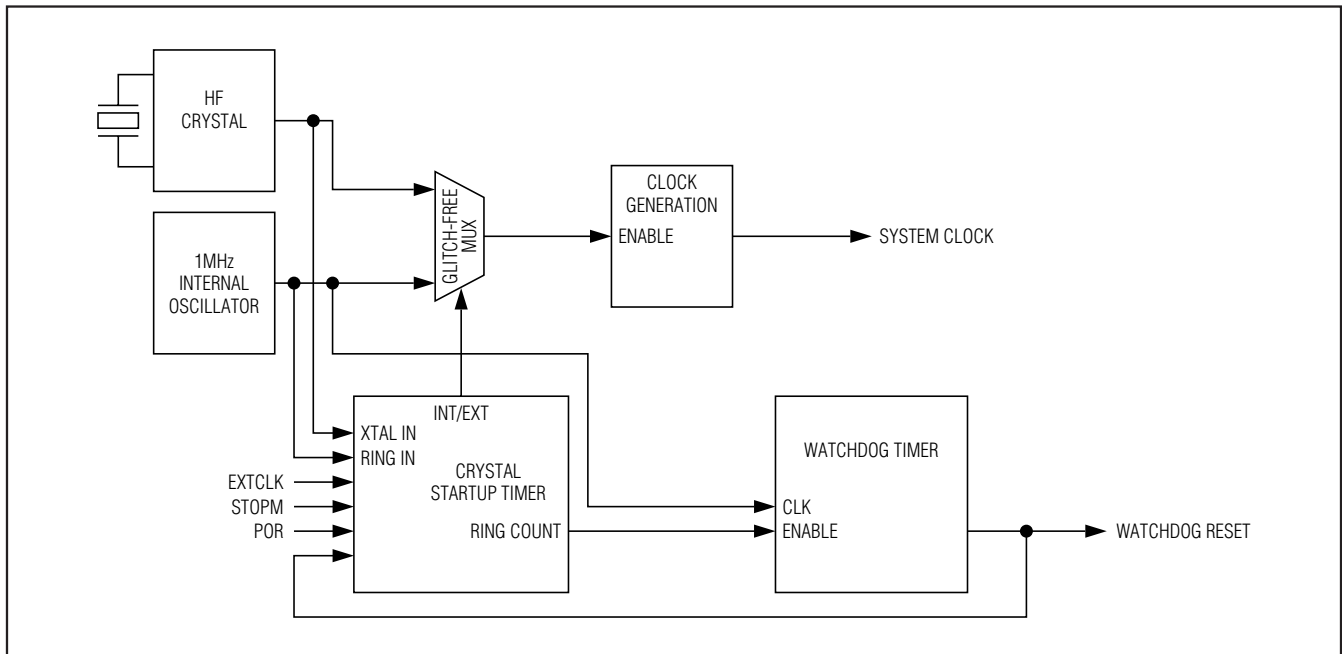 HF
CRYSTAL
1MHz
INTERNAL
OSCILLATOR
GLITCH-FREE
MUX
CLOCK
GENERATION
ENABLE
SYSTEM CLOCK
INT/EXT
XTAL IN
RING IN
EXTCLK
STOPM
POR
CRYSTAL
STARTUP TIMER
RING COUNT
WATCHDOG TIMER
CLK
ENABLE
WATCHDOG RESET